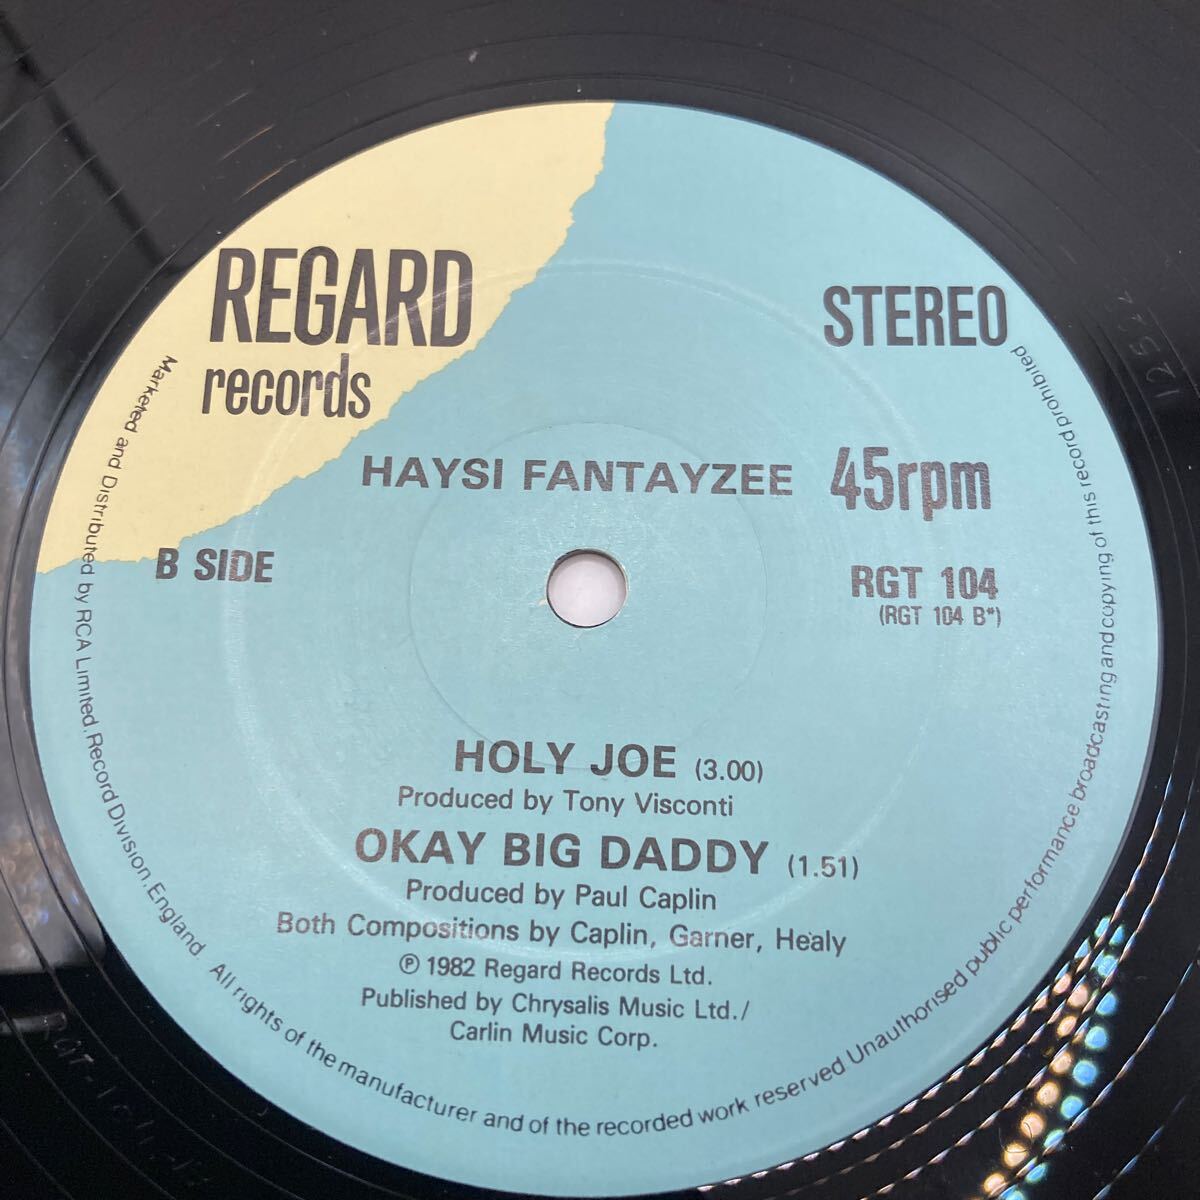 REGARD
records
STEREO
HAYSI FANTAYZEE
45rpm
B SIDE
RGT 104
(RGT 104 B*)
HOLY JOE (3.00)
Produced by Tony Visconti
OKAY BIG DADDY (1.51)
Produced by Paul Caplin
Both Compositions by Caplin, Garner, Healy
℗ 1982 Regard Records Ltd.
Published by Chrysalis Music Ltd./
Carlin Music Corp.
Marketed and Distributed by RCA Limited, Record Division, England. All rights of the manufacturer and of the recorded work reserved Unauthorised public performance broadcasting and copying of this record prohibited